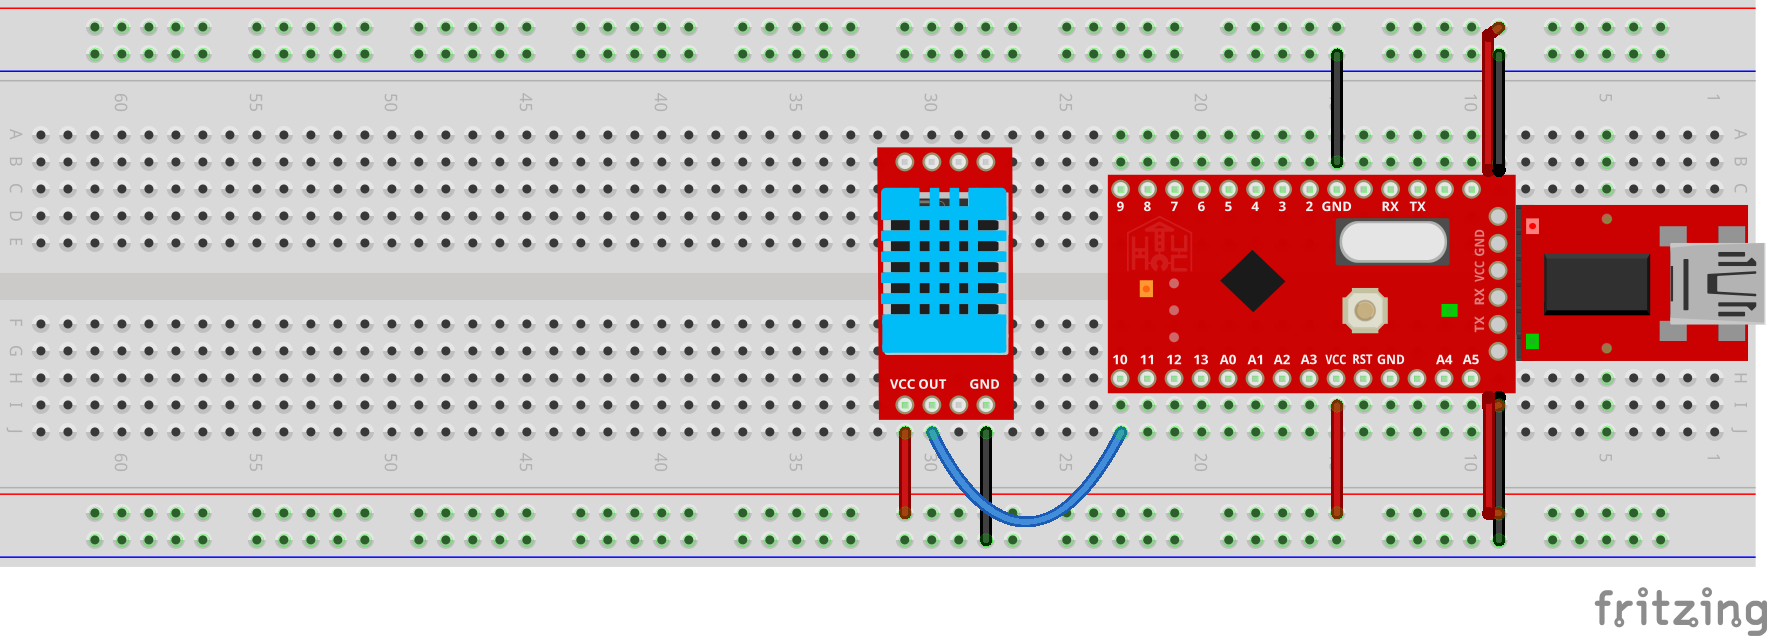 60 55 50 45 40 35 30 25 20 10 5 1
A A
B B
C C
D
E
9 8 7 6 5 4 3 2 GND RX TX
GND
VCC
RX
TX
10 11 12 13 A0 A1 A2 A3 VCC RST GND A4 A5
VCC OUT GND
F
G
H H
I I
J J
60 55 50 45 40 35 30 25 20 10 5 1
fritzing